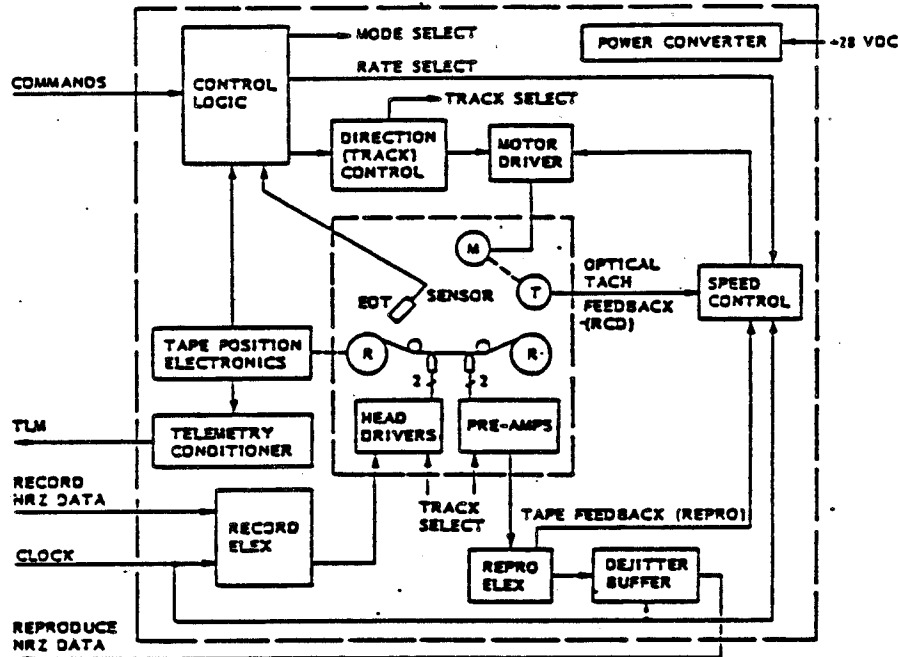 MODE SELECT
POWER CONVERTER
-28 VDC
COMMANDS
CONTROL
LOGIC
RATE SELECT
TRACK SELECT
DIRECTION
(TRACK)
CONTROL
MOTOR
DRIVER
M
T
OPTICAL
TACH
FEEDBACK
-(RCD)
SPEED
CONTROL
EOT
SENSOR
TAPE POSITION
ELECTRONICS
R
R
2
2
HEAD
DRIVERS
PRE-AMPS
TLM
TELEMETRY
CONDITIONER
RECORD
NRZ DATA
RECORD
ELEX
TRACK
SELECT
TAPE FEEDBACK (REPRO)
CLOCK
REPRO
ELEX
DEJITTER
BUFFER
REPRODUCE
NRZ DATA